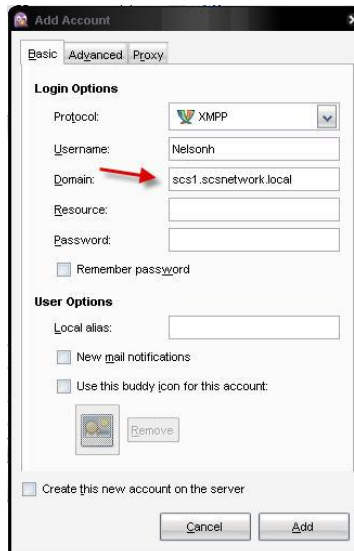 Add Account
Basic Advanced Proxy
Login Options
Protocol: XMPP
Username: Nelsonh
Domain: scs1.scsnetwork.local
Resource:
Password:
Remember password
User Options
Local alias:
New mail notifications
Use this buddy icon for this account:
Remove
Create this new account on the server
Cancel Add